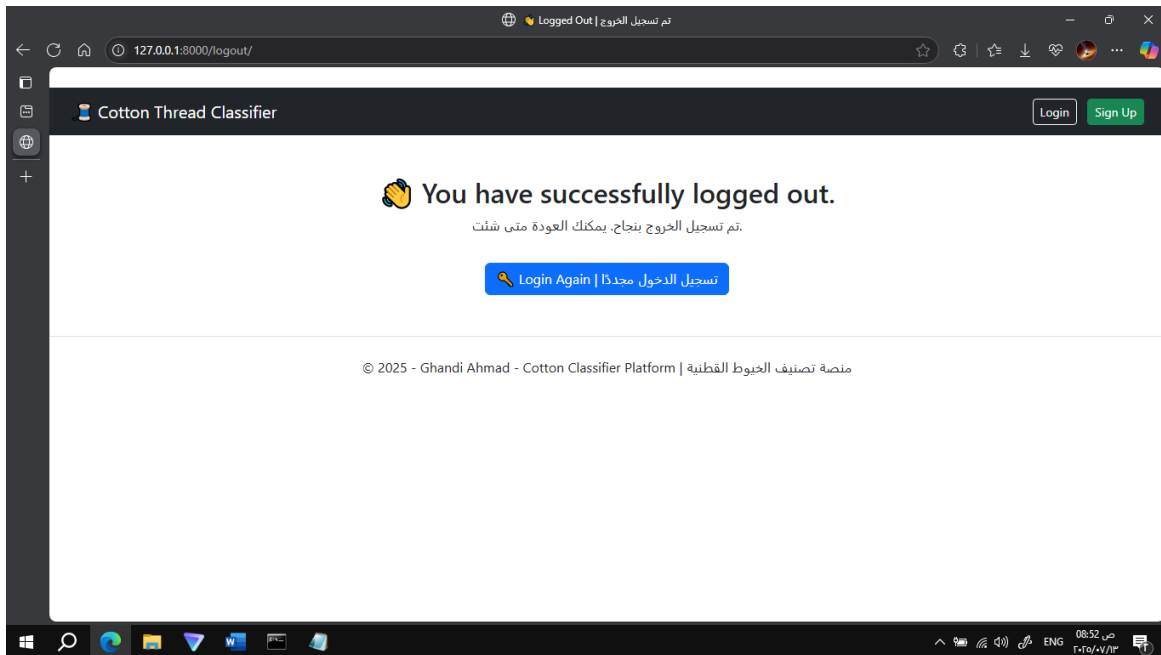 👋 Logged Out | تم تسجيل الخروج
127.0.0.1:8000/logout/
🧵 Cotton Thread Classifier
Login
Sign Up
👋 You have successfully logged out.
.تم تسجيل الخروج بنجاح. يمكنك العودة متى شئت
🔑 Login Again | تسجيل الدخول مجددًا
© 2025 - Ghandi Ahmad - Cotton Classifier Platform | منصة تصنيف الخيوط القطنية
ENG
08:52 ص
٢٠٢٥/٠٧/١٣